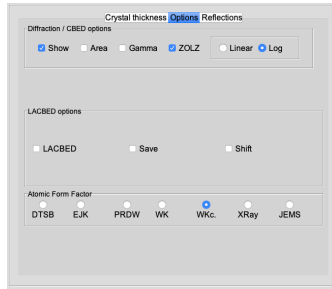 Crystal thickness Options Reflections
Diffraction / CBED options
Show Area Gamma ZOLZ Linear Log
LACBED options
LACBED Save Shift
Atomic Form Factor
DTSB EJK PRDW WK WKc. XRay JEMS